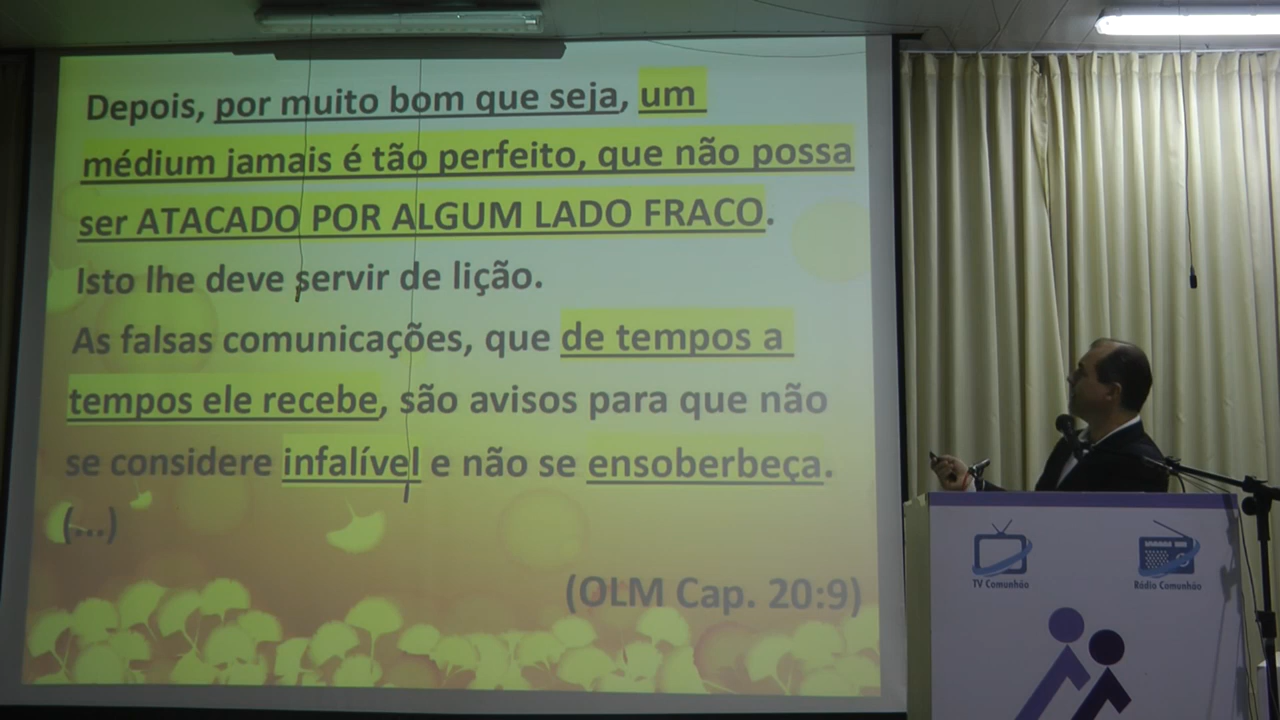 Depois, por muito bom que seja, um
médium jamais é tão perfeito, que não possa
ser ATACADO POR ALGUM LADO FRACO.
Isto lhe deve servir de lição.
As falsas comunicações, que de tempos a
tempos ele recebe, são avisos para que não
se considere infalível e não se ensoberbeça.
(...)
(OLM Cap. 20:9)
TV Comunhão
Rádio Comunhão